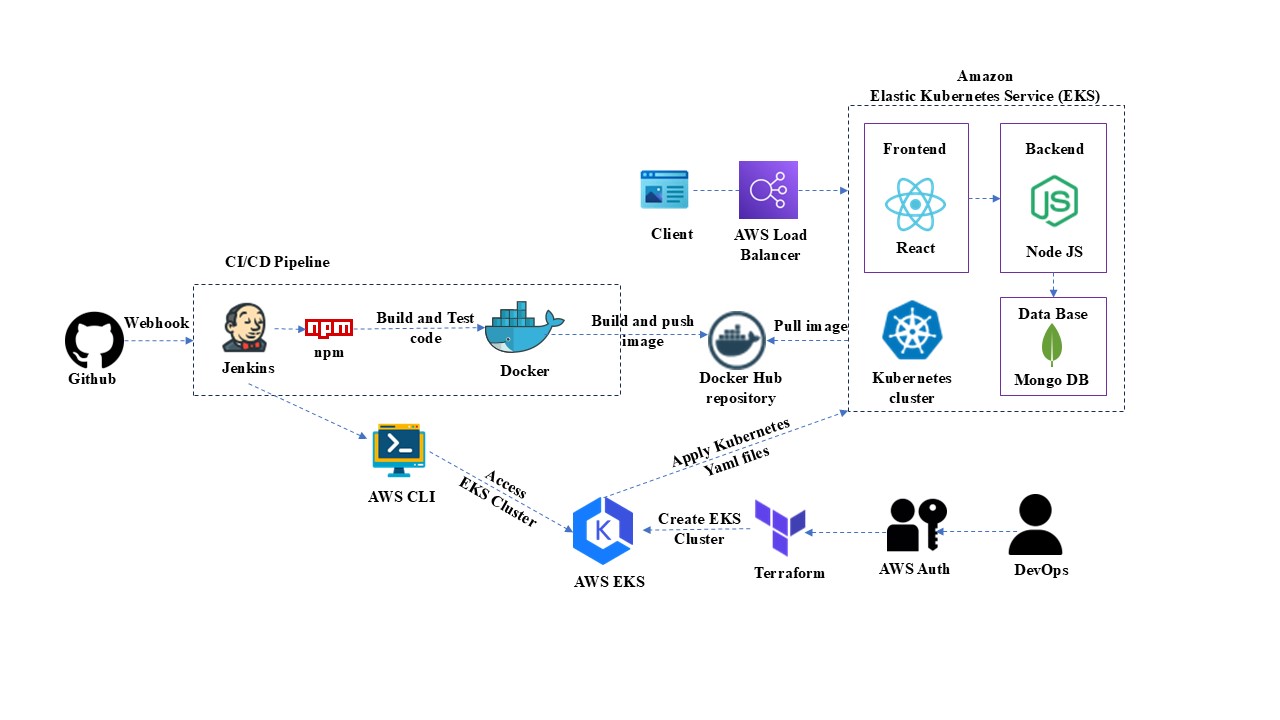 Amazon
Elastic Kubernetes Service (EKS)
Frontend
React
Backend
JS
Node JS
Client
AWS Load
Balancer
CI/CD Pipeline
Webhook
Github
Jenkins
npm
npm
Build and Test
code
Docker
Build and push
image
Docker Hub
repository
Pull image
Kubernetes
cluster
Data Base
Mongo DB
AWS CLI
Access
EKS Cluster
Apply Kubernetes
Yaml files
K
AWS EKS
Create EKS
Cluster
Terraform
AWS Auth
DevOps